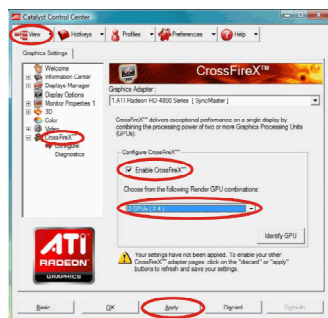 Catalyst Control Center
View Hotkeys Profiles Preferences Help
Graphics Settings
Welcome
Information Center
Displays Manager
Display Options
Monitor Properties 1
3D
Color
Video
CrossFireX™
Configure
Diagnostics
CrossFireX™
Graphics Adapter :
1.ATI Radeon HD 4800 Series [ SyncMaster ]
CrossFireX™ delivers exceptional performance on a single display by
combining the processing power of two or more Graphics Processing Units
(GPUs).
Configure CrossFireX™
Enable CrossFireX™
Choose from the following Render GPU combinations:
2 GPUs ( 2 4 )
Identify GPU
Your settings have not been applied. To enable your other
CrossFireX™ adapter pages, click on the "discard" or "apply"
buttons to refresh and save your settings.
ATI
RADEON
GRAPHICS
Basic OK Apply Discard Defaults